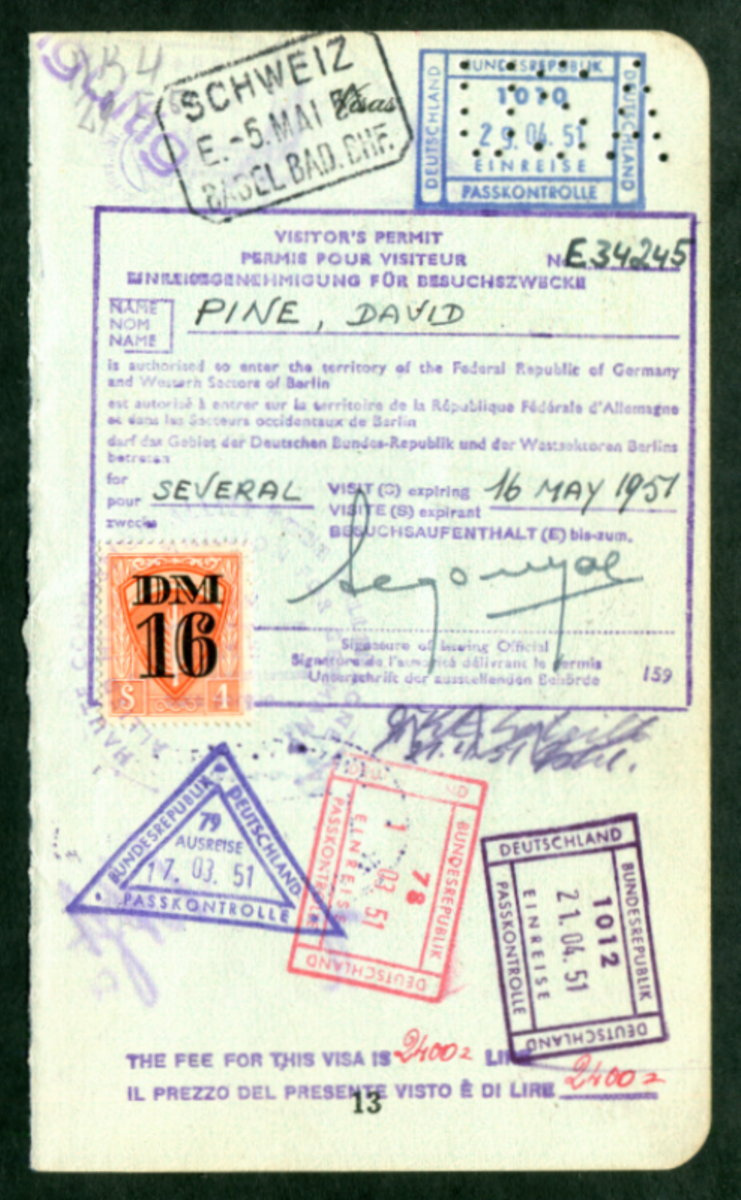 SCHWEIZ
E.-5.MAI
Visas
BASEL BAD. BHF.
BUNDESREPUBLIK
DEUTSCHLAND
1010
29.04.51
EINREISE
DEUTSCHLAND
PASSKONTROLLE
VISITOR'S PERMIT
PERMIS POUR VISITEUR
No. E34245
EINREISEGENEHMIGUNG FÜR BESUCHSZWECKE
NAME
NOM
NAME
PINE, DAVID
is authorised to enter the territory of the Federal Republic of Germany
and Western Sectors of Berlin
est autorisé à entrer sur le territoire de la République Fédérale d'Allemagne
et dans les Secteurs occidentaux de Berlin
darf das Gebiet der Deutschen Bundes-Republik und der Westsektoren Berlins
betreten
for
pour
zwecks
SEVERAL
VISIT (S) expiring 16 MAY 1951
VISITE (S) expirant
BESUCHSAUFENTHALT (E) bis-zum.
DM
16
$ 4
Signature of Issuing Official
Signature de l'autorité délivrant le permis
Unterschrift der ausstellenden Behörde
159
BUNDESREPUBLIK
DEUTSCHLAND
79
AUSREISE
17. 03. 51
PASSKONTROLLE
BUNDESREPUBLIK
78
03 51
EINREISE
PASSKONTROLLE
DEUTSCHLAND
DEUTSCHLAND
BUNDESREPUBLIK
1012
21.04.51
EINREISE
PASSKONTROLLE
DEUTSCHLAND
THE FEE FOR THIS VISA IS 2400= LIRE
IL PREZZO DEL PRESENTE VISTO È DI LIRE 2400=
13